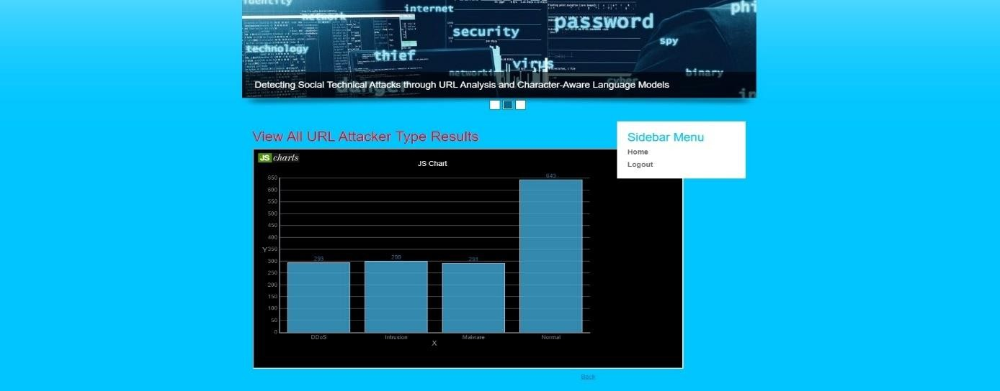 identity
internet
phi
network
password
security
spy
technology
thief
virus
networking
binary
cyber
danger
in
Detecting Social Technical Attacks through URL Analysis and Character-Aware Language Models
View All URL Attacker Type Results
Sidebar Menu
Home
Logout
JS charts
JS Chart
650
600
550
500
450
400
Y 350
300
250
200
150
100
50
0
293
299
291
643
DDoS Intrusion Malware Normal
X
Back